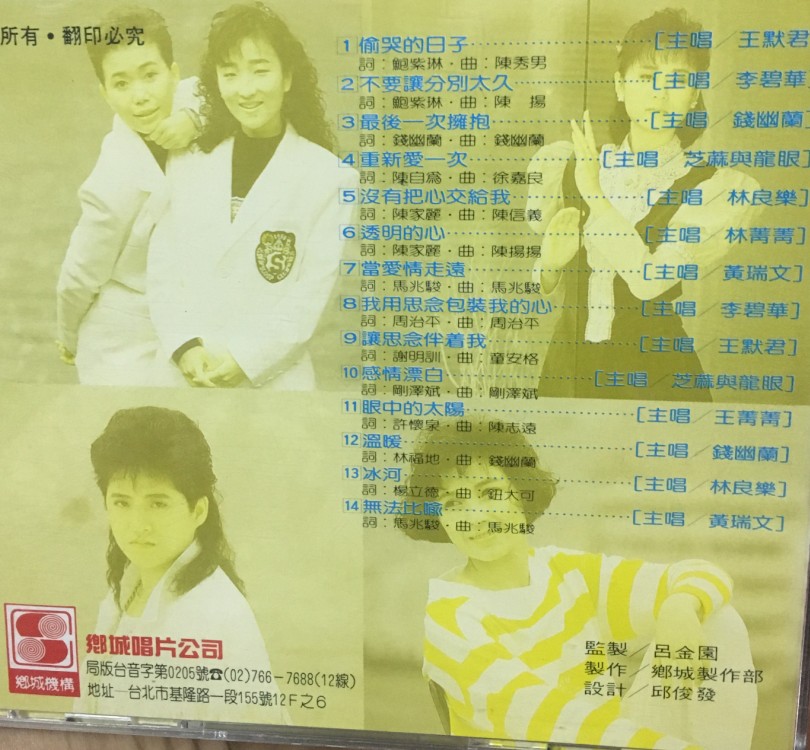 所有・翻印必究
1 偷哭的日子……………………[主唱／王默君
詞：鮑紫琳・曲：陳秀男
2 不要讓分別太久………………[主唱／李碧華
詞：鮑紫琳・曲：陳 揚
3 最後一次擁抱…………………[主唱／錢幽蘭]
詞：錢幽蘭・曲：錢幽蘭
4 重新愛一次………………[主唱／芝蔴與龍眼]
詞：陳自為・曲：徐嘉良
5 沒有把心交給我………………[主唱／林良樂]
詞：陳家麗・曲：陳信義
6 透明的心………………………[主唱／林菁菁]
詞：陳家麗・曲：陳揚揚
7 當愛情走遠……………………[主唱／黃瑞文]
詞：馬兆駿・曲：馬兆駿
8 我用思念包裝我的心…………[主唱／李碧華]
詞：周治平・曲：周治平
9 讓思念伴着我…………………[主唱／王默君]
詞：謝明訓・曲：童安格
10 感情漂白…………………[主唱／芝蔴與龍眼]
詞：剛澤斌・曲：剛澤斌
11 眼中的太陽……………………[主唱／王菁菁]
詞：許懷泉・曲：陳志遠
12 溫暖……………………………[主唱／錢幽蘭]
詞：林福地・曲：錢幽蘭
13 冰河……………………………[主唱／林良樂]
詞：楊立德・曲：鈕大可
14 無法比喻………………………[主唱／黃瑞文]
詞：馬兆駿・曲：馬兆駿
鄉城機構
鄉城唱片公司
局版台音字第0205號☎(02)766－7688(12線)
地址─台北市基隆路一段155號12F之6
監製／呂金園
製作／鄉城製作部
設計／邱俊發